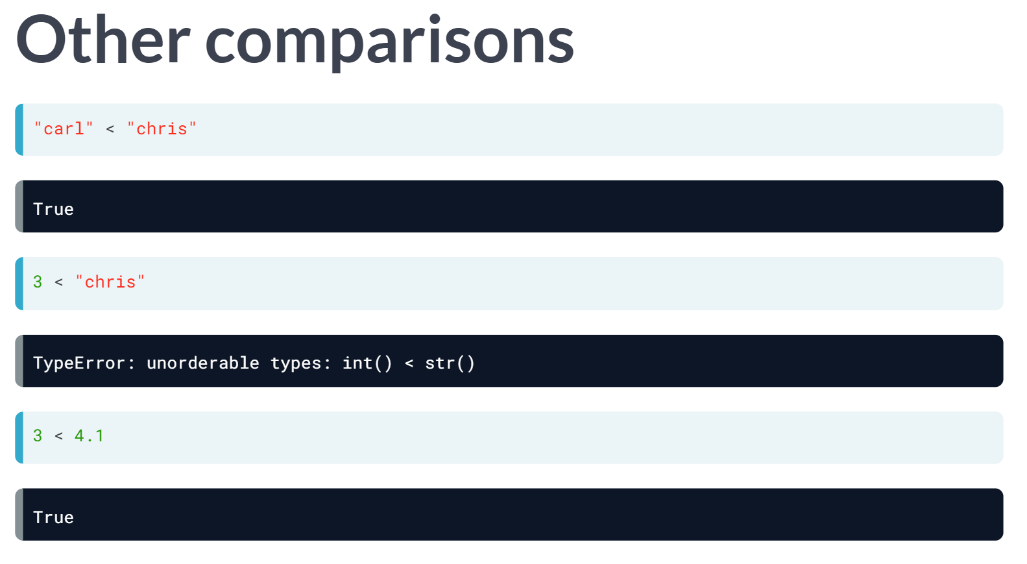 Other comparisons
"carl" < "chris"
True
3 < "chris"
TypeError: unorderable types: int() < str()
3 < 4.1
True